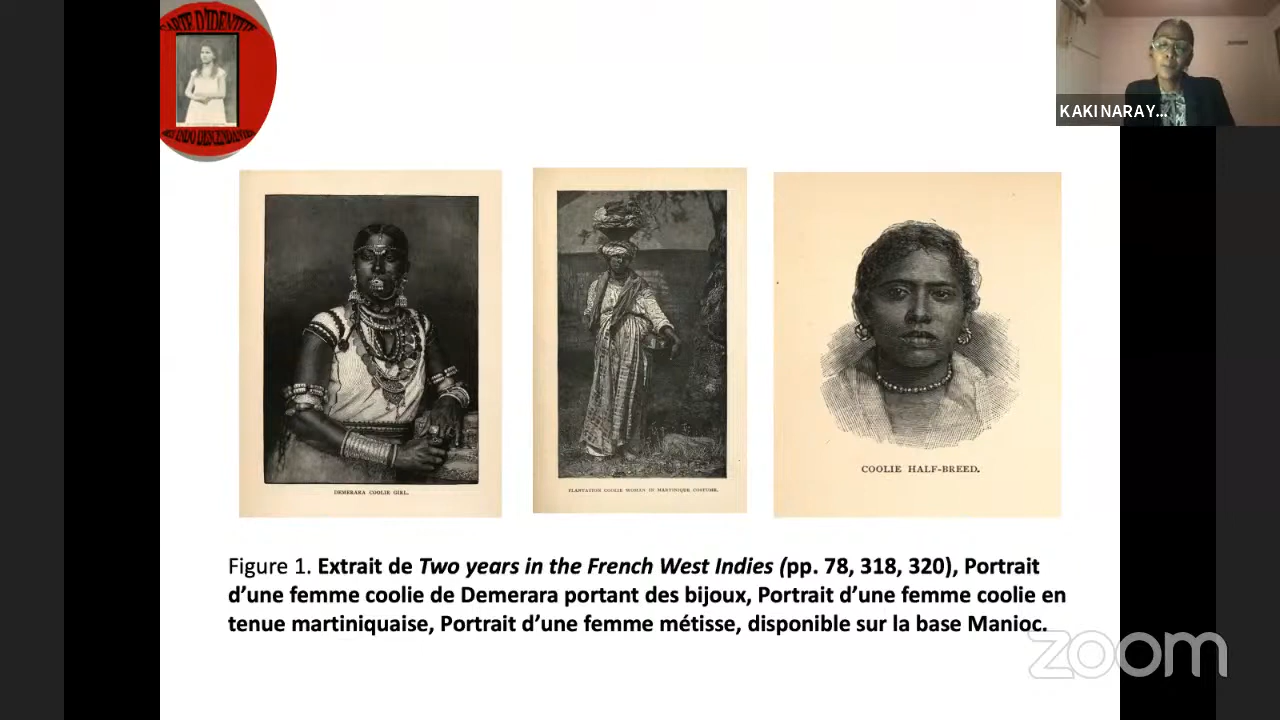 CARTE D'IDENTITE
DES INDO DESCENDANTS
KAKINARAY...
DEMERARA COOLIE GIRL.
PLANTATION COOLIE WOMAN IN MARTINIQUE COSTUME.
COOLIE HALF-BREED.
Figure 1. Extrait de Two years in the French West Indies (pp. 78, 318, 320), Portrait
d’une femme coolie de Demerara portant des bijoux, Portrait d’une femme coolie en
tenue martiniquaise, Portrait d’une femme métisse, disponible sur la base Manioc.
zoom